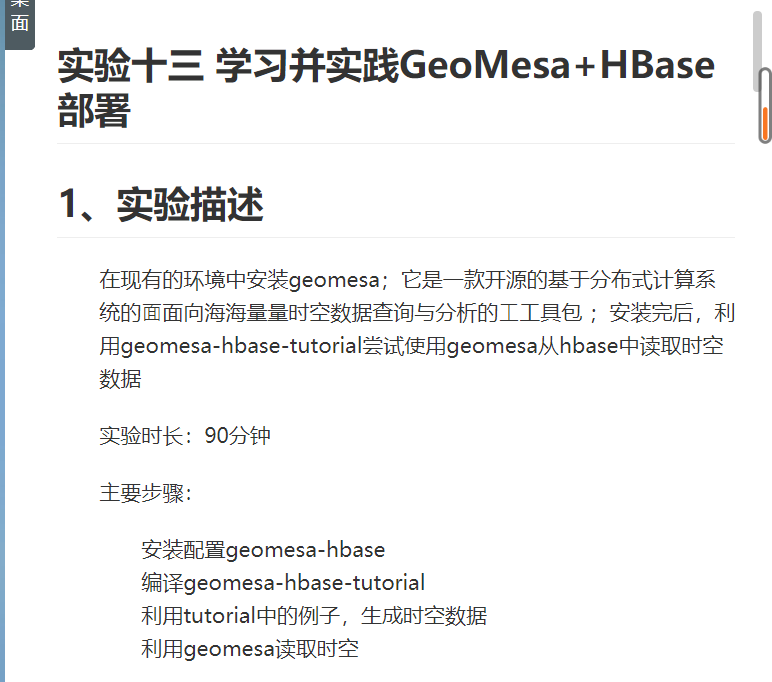 桌
面
实验十三 学习并实践GeoMesa+HBase
部署
1、实验描述
在现有的环境中安装geomesa；它是一款开源的基于分布式计算系
统的面面向海海量量时空数据查询与分析的工工具包 ；安装完后，利
用geomesa-hbase-tutorial尝试使用geomesa从hbase中读取时空
数据
实验时长：90分钟
主要步骤：
安装配置geomesa-hbase
编译geomesa-hbase-tutorial
利用tutorial中的例子，生成时空数据
利用geomesa读取时空